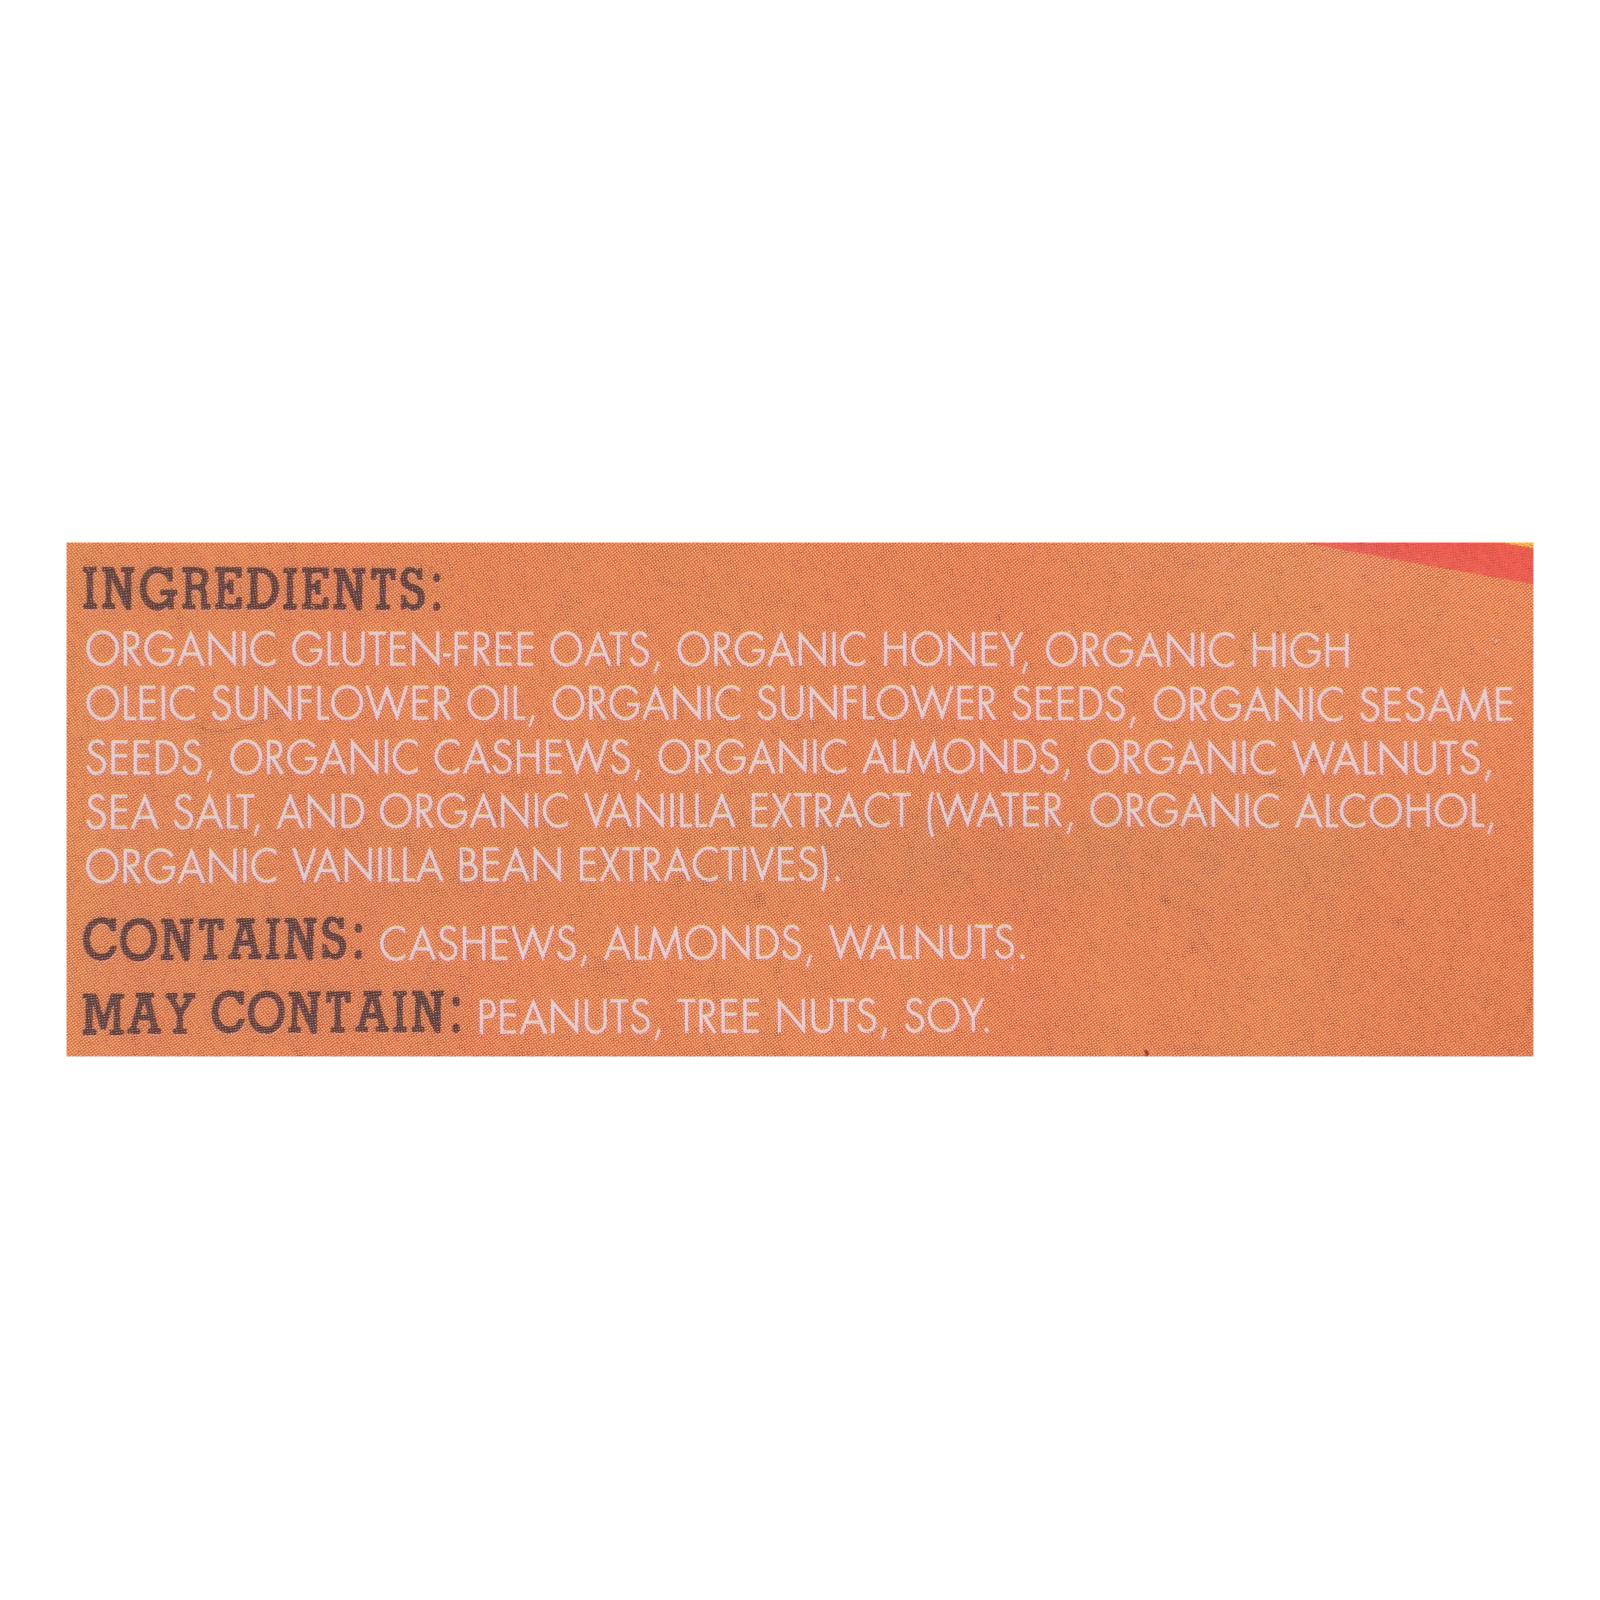 INGREDIENTS:
ORGANIC GLUTEN-FREE OATS, ORGANIC HONEY, ORGANIC HIGH
OLEIC SUNFLOWER OIL, ORGANIC SUNFLOWER SEEDS, ORGANIC SESAME
SEEDS, ORGANIC CASHEWS, ORGANIC ALMONDS, ORGANIC WALNUTS,
SEA SALT, AND ORGANIC VANILLA EXTRACT (WATER, ORGANIC ALCOHOL,
ORGANIC VANILLA BEAN EXTRACTIVES).
CONTAINS: CASHEWS, ALMONDS, WALNUTS.
MAY CONTAIN: PEANUTS, TREE NUTS, SOY.